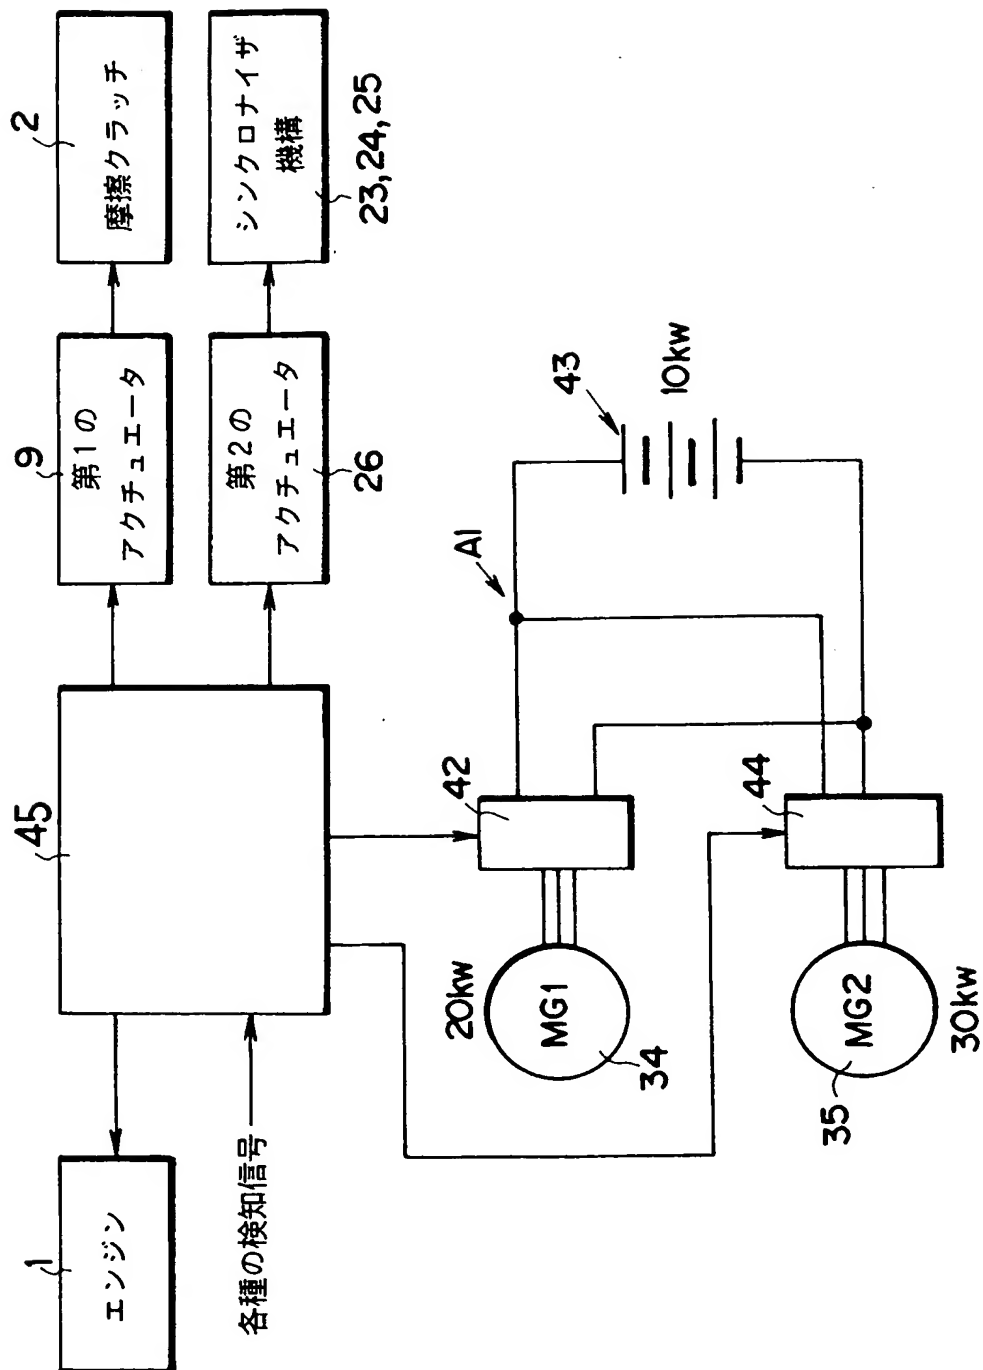 1
エンジン
各種の検知信号
45
9
第1の
アクチュエータ
2
摩擦クラッチ
第2の
アクチュエータ
26
シンクロナイザ
機構
23,24,25
20kw
MG1
34
42
A1
43
10kw
35
MG2
30kw
44